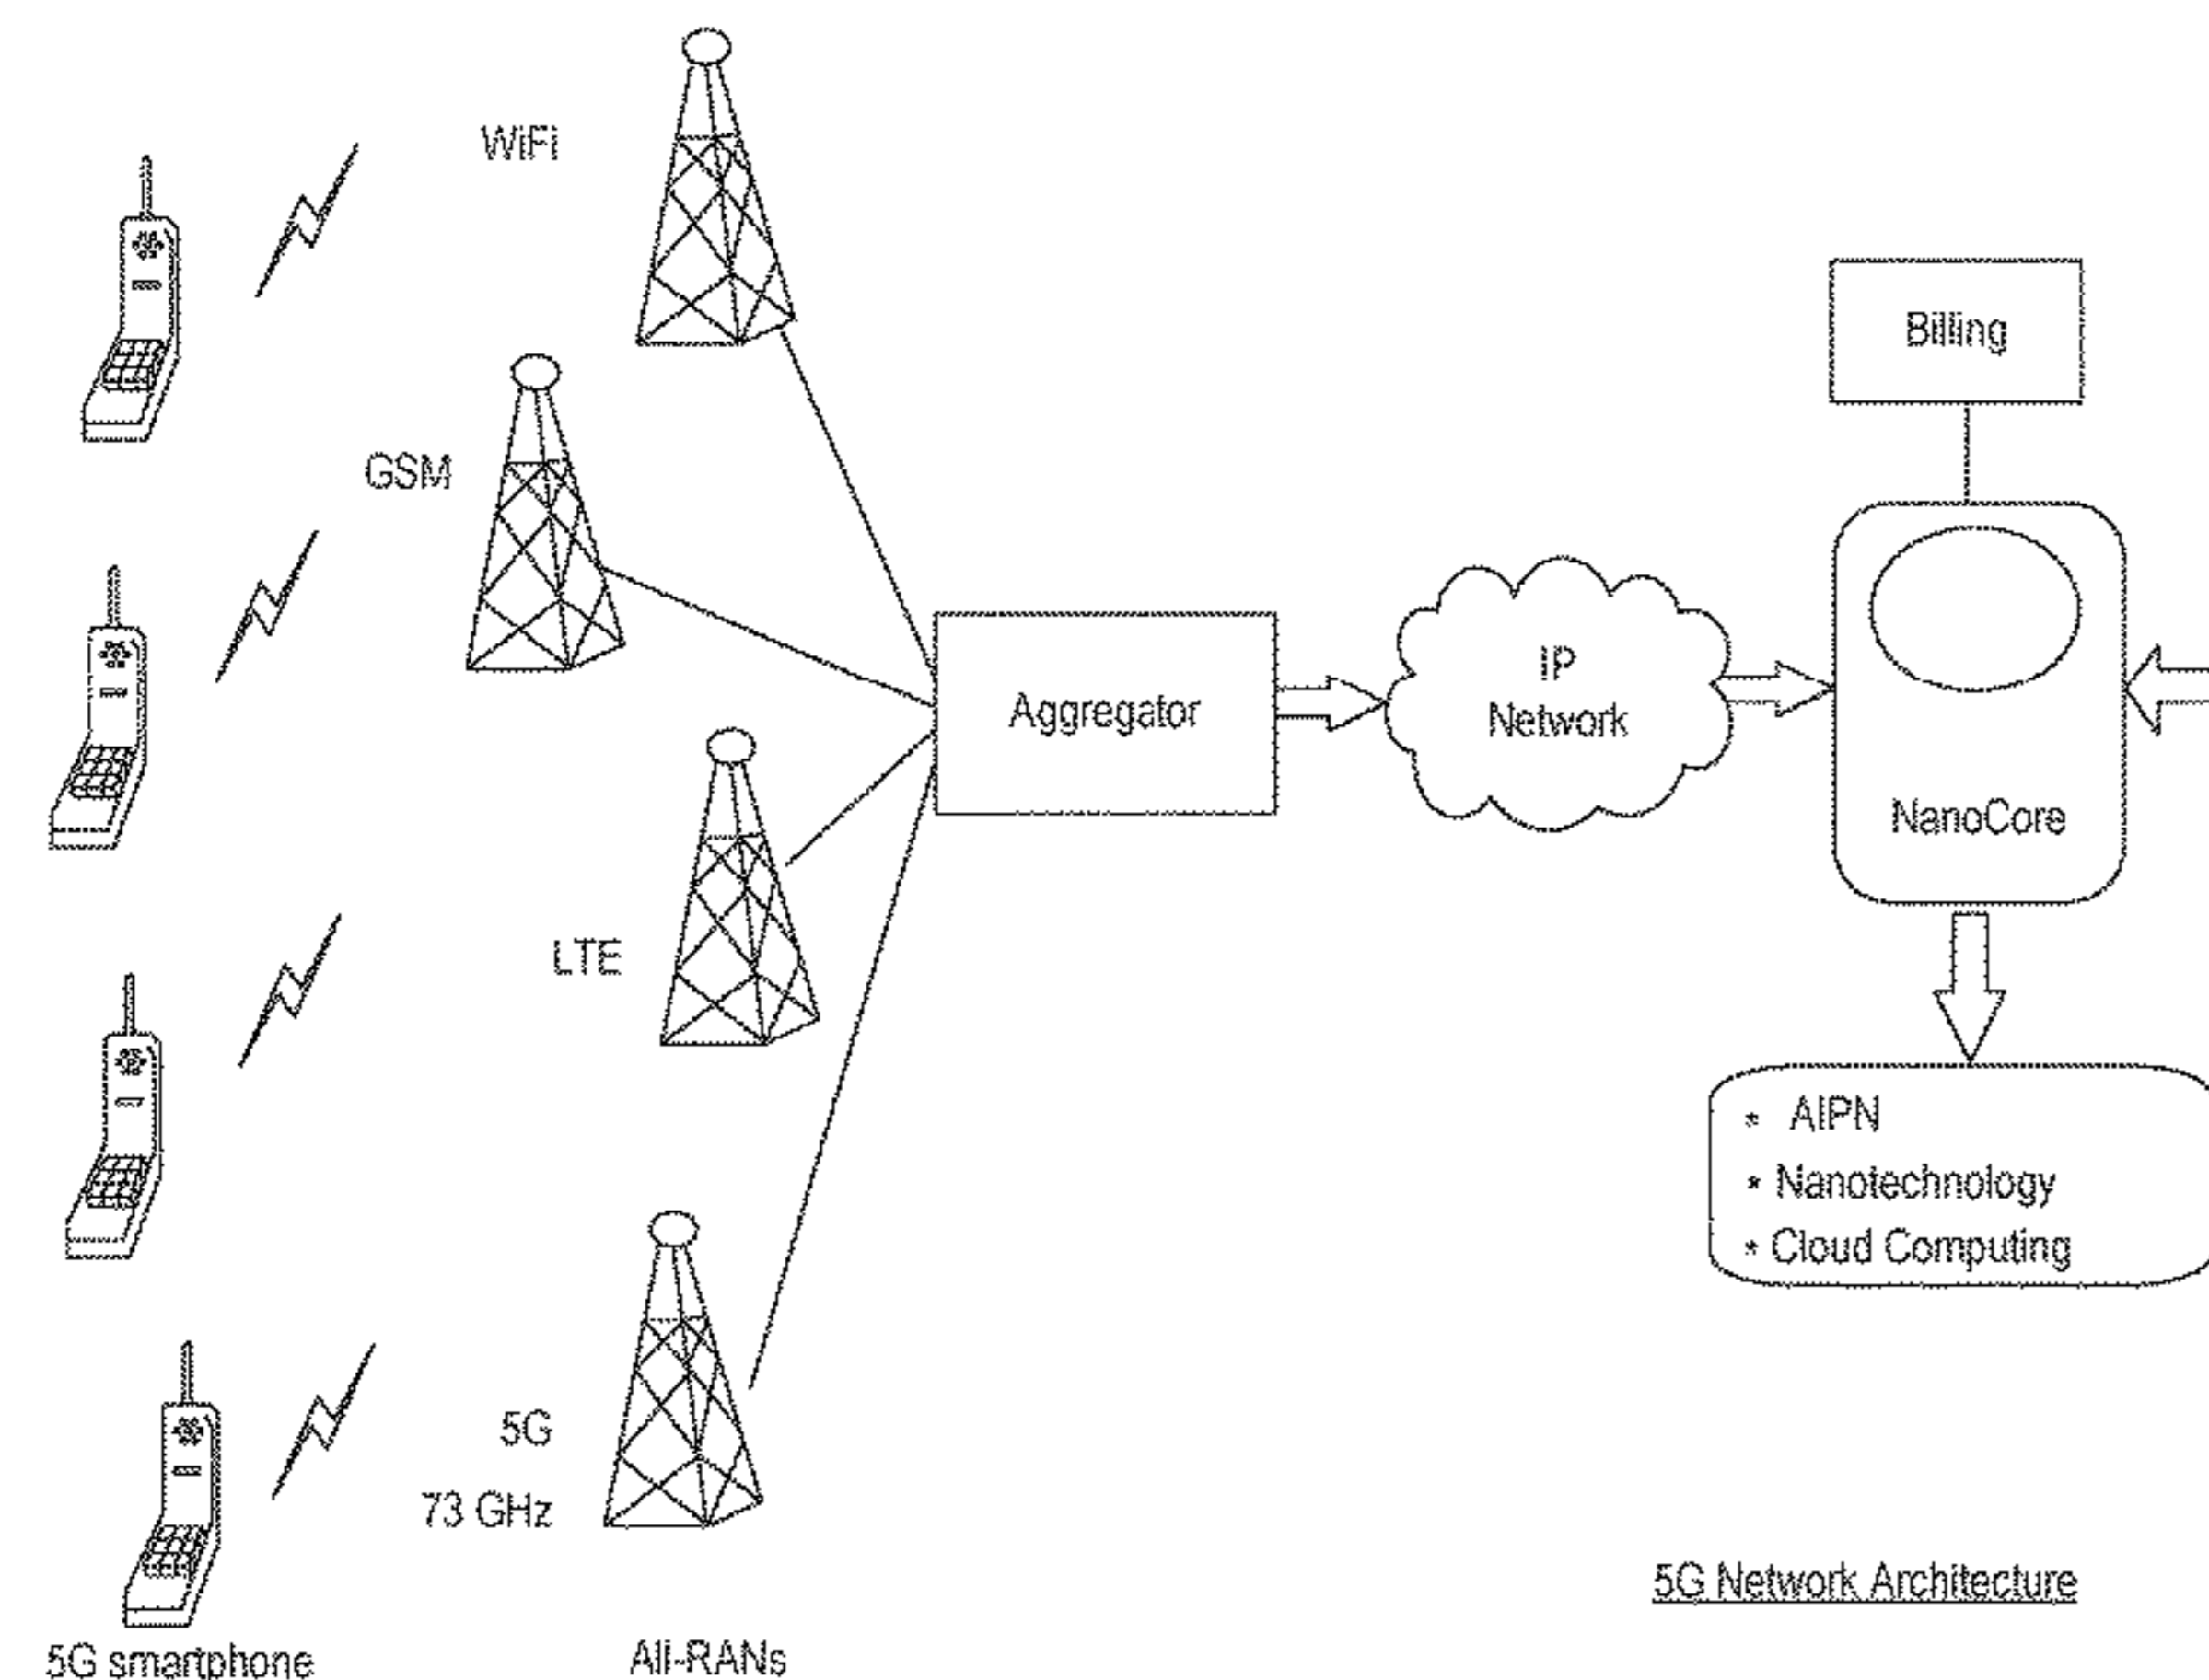 WiFi
GSM
LTE
5G
73 GHz
5G smartphone
All-RANs
Aggregator
IP
Network
Billing
NanoCore
* AIPN
* Nanotechnology
* Cloud Computing
5G Network Architecture